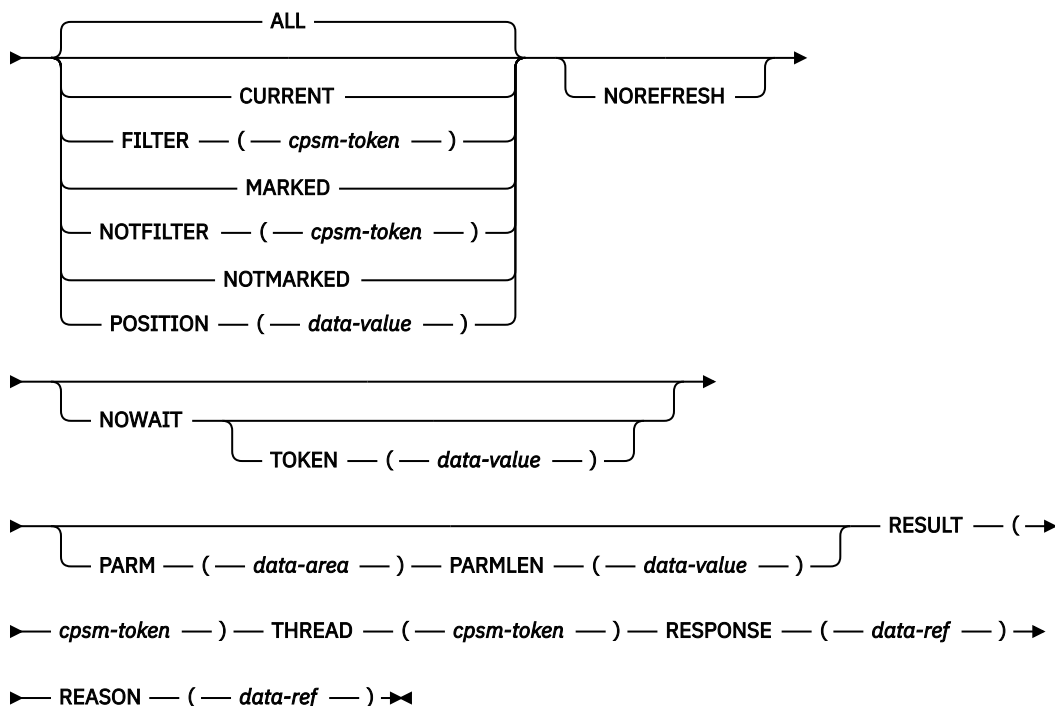 ALL
CURRENT NOREFRESH
FILTER ( cpsm-token )
MARKED
NOTFILTER ( cpsm-token )
NOTMARKED
POSITION ( data-value )
NOWAIT
TOKEN ( data-value )
RESULT (
PARM ( data-area ) PARMLEN ( data-value )
cpsm-token ) THREAD ( cpsm-token ) RESPONSE ( data-ref )
REASON ( data-ref )